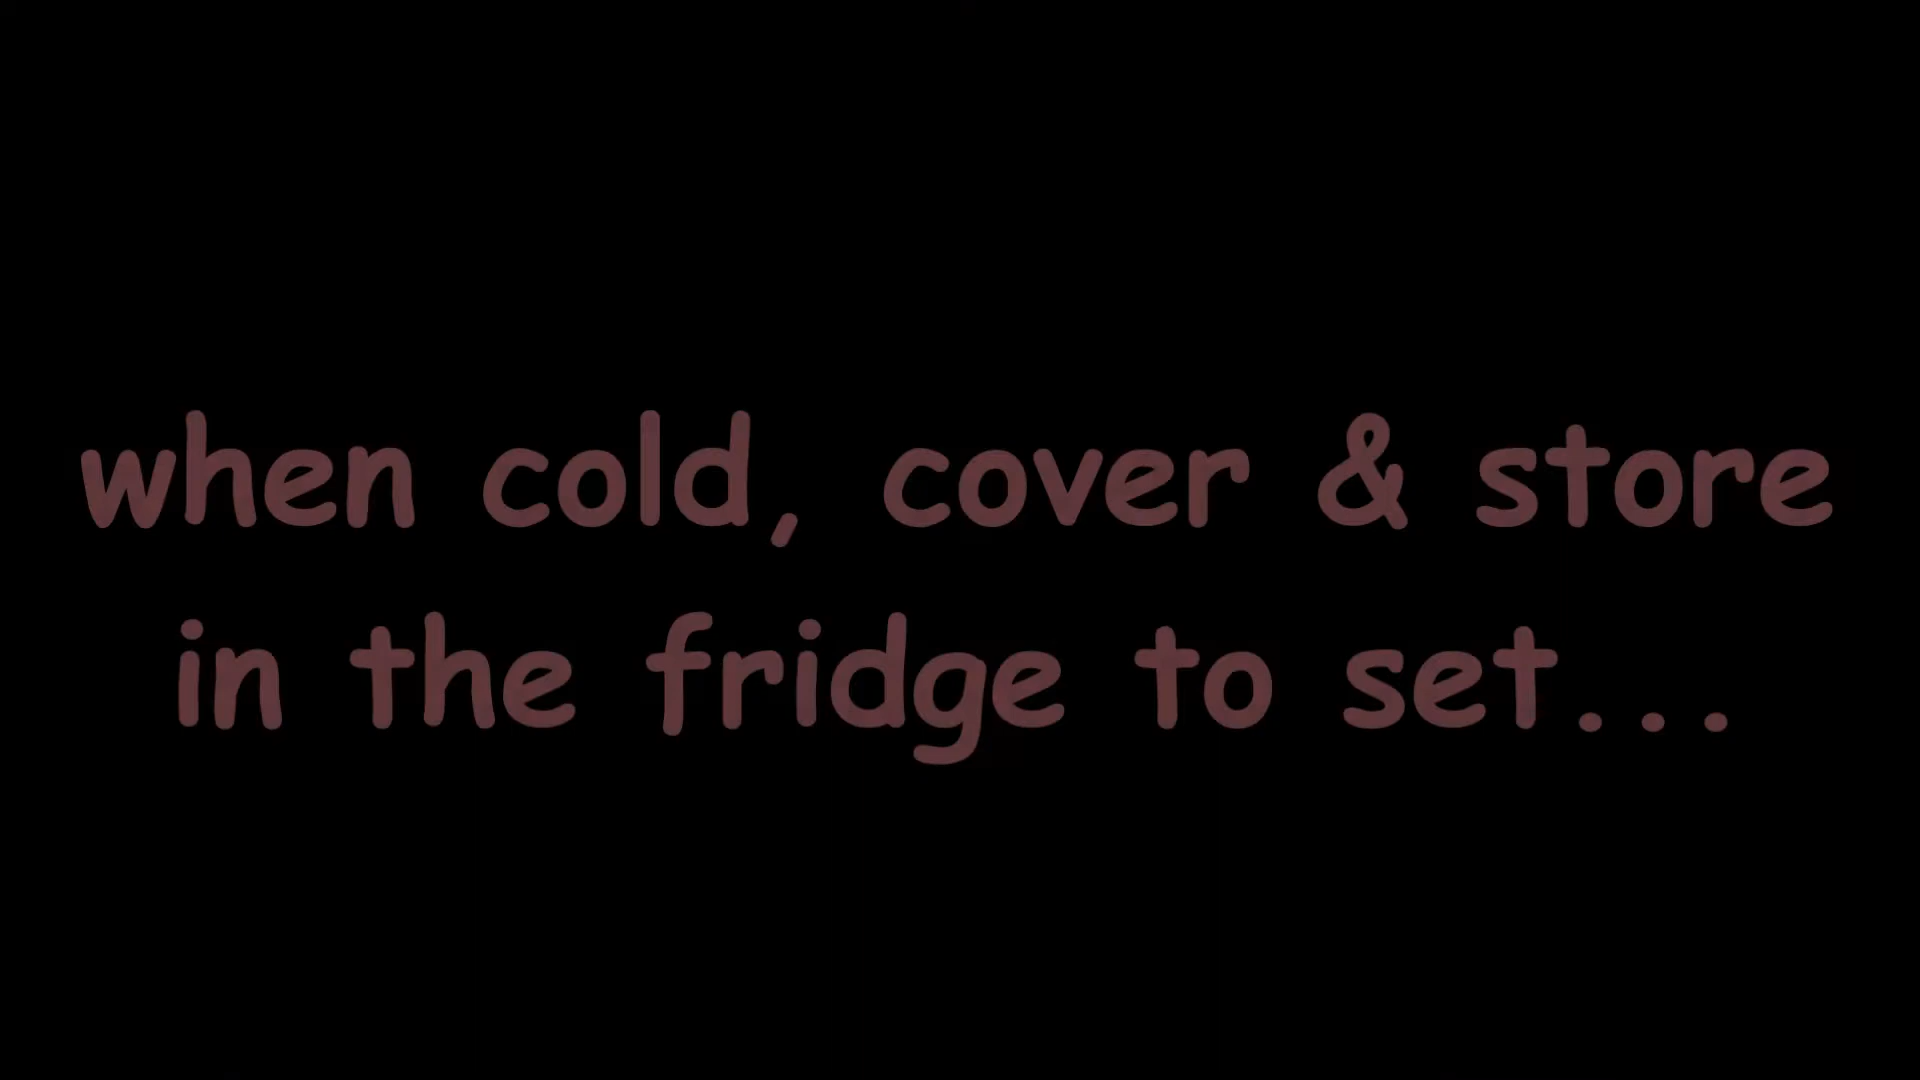 when cold, cover & store
in the fridge to set...